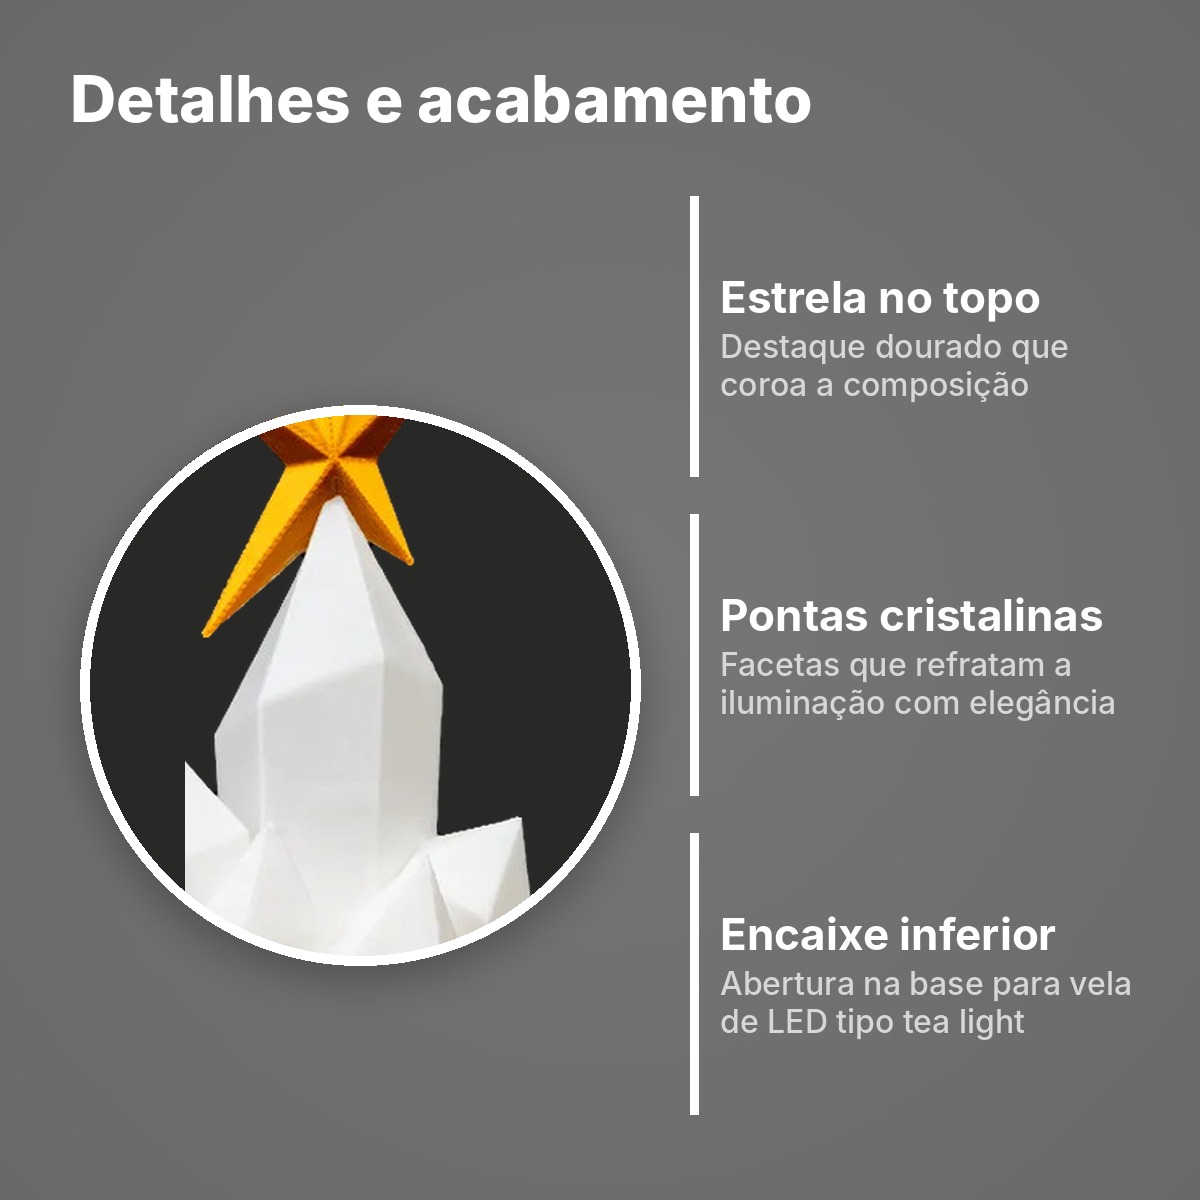 Detalhes e acabamento
Estrela no topo
Destaque dourado que
coroa a composição
Pontas cristalinas
Facetas que refratam a
iluminação com elegância
Encaixe inferior
Abertura na base para vela
de LED tipo tea light